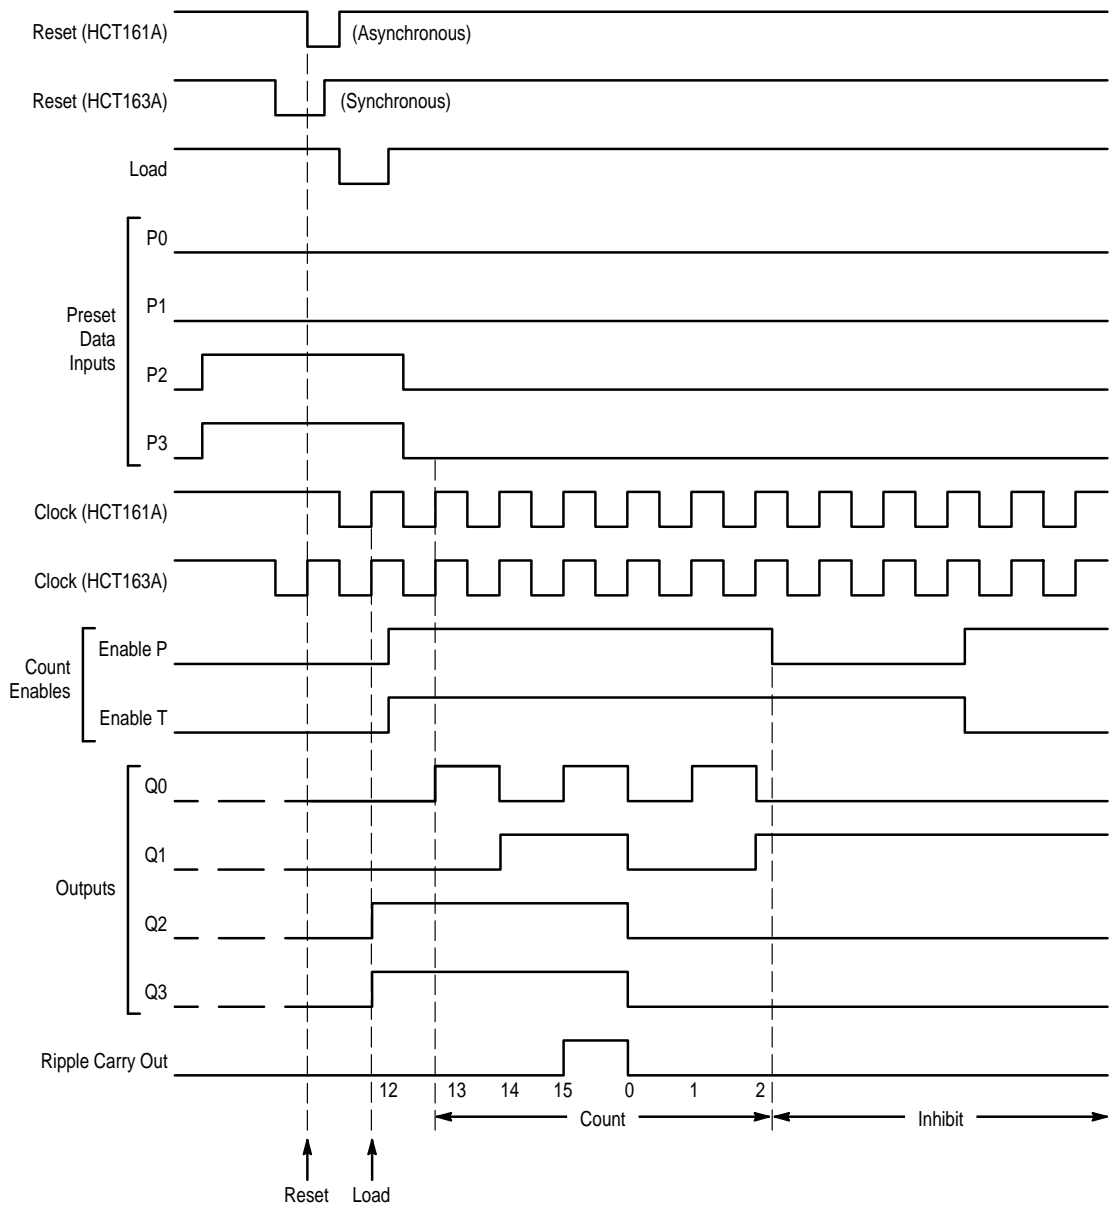 Reset (HCT161A)
(Asynchronous)
Reset (HCT163A)
(Synchronous)
Load
P0
P1
Preset
Data
Inputs
P2
P3
Clock (HCT161A)
Clock (HCT163A)
Enable P
Count
Enables
Enable T
Q0
Q1
Outputs
Q2
Q3
Ripple Carry Out
12 13 14 15 0 1 2
Count
Inhibit
Reset Load